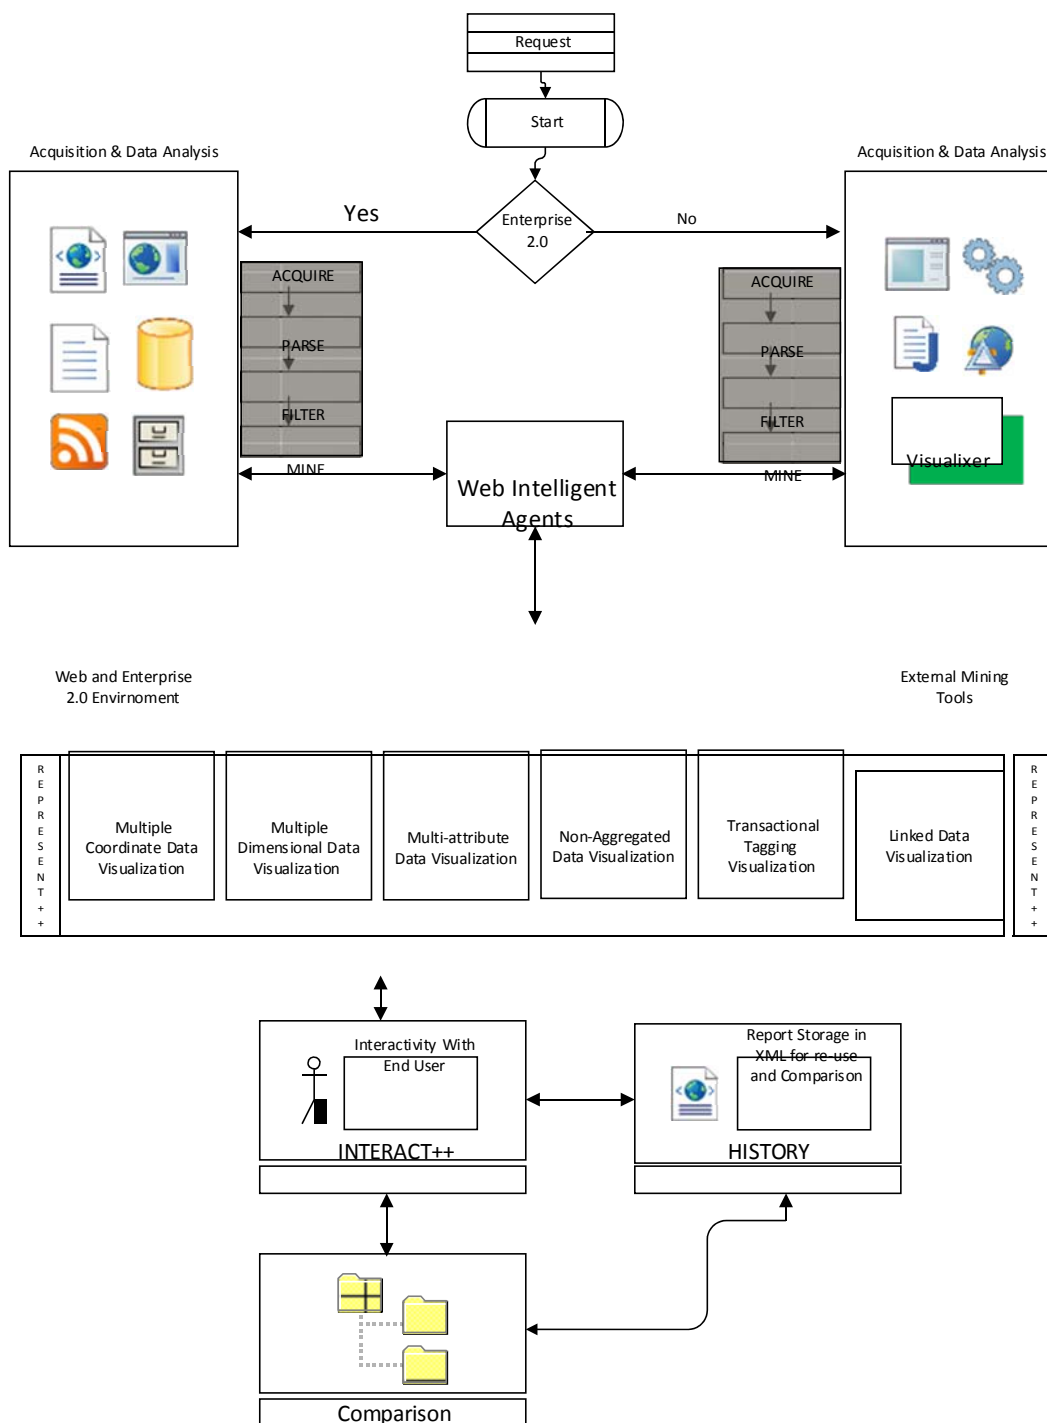 Request
Start
Acquisition & Data Analysis
Acquisition & Data Analysis
Yes
Enterprise
2.0
No
ACQUIRE
PARSE
FILTER
MINE
ACQUIRE
PARSE
FILTER
MINE
Visualixer
Web Intelligent
Agents
Web and Enterprise
2.0 Envirnoment
External Mining
Tools
REPRESENT++
Multiple
Coordinate Data
Visualization
Multiple
Dimensional Data
Visualization
Multi-attribute
Data Visualization
Non-Aggregated
Data Visualization
Transactional
Tagging
Visualization
Linked Data
Visualization
REPRESENT++
Interactivity With
End User
INTERACT++
Report Storage in
XML for re-use
and Comparison
HISTORY
Comparison